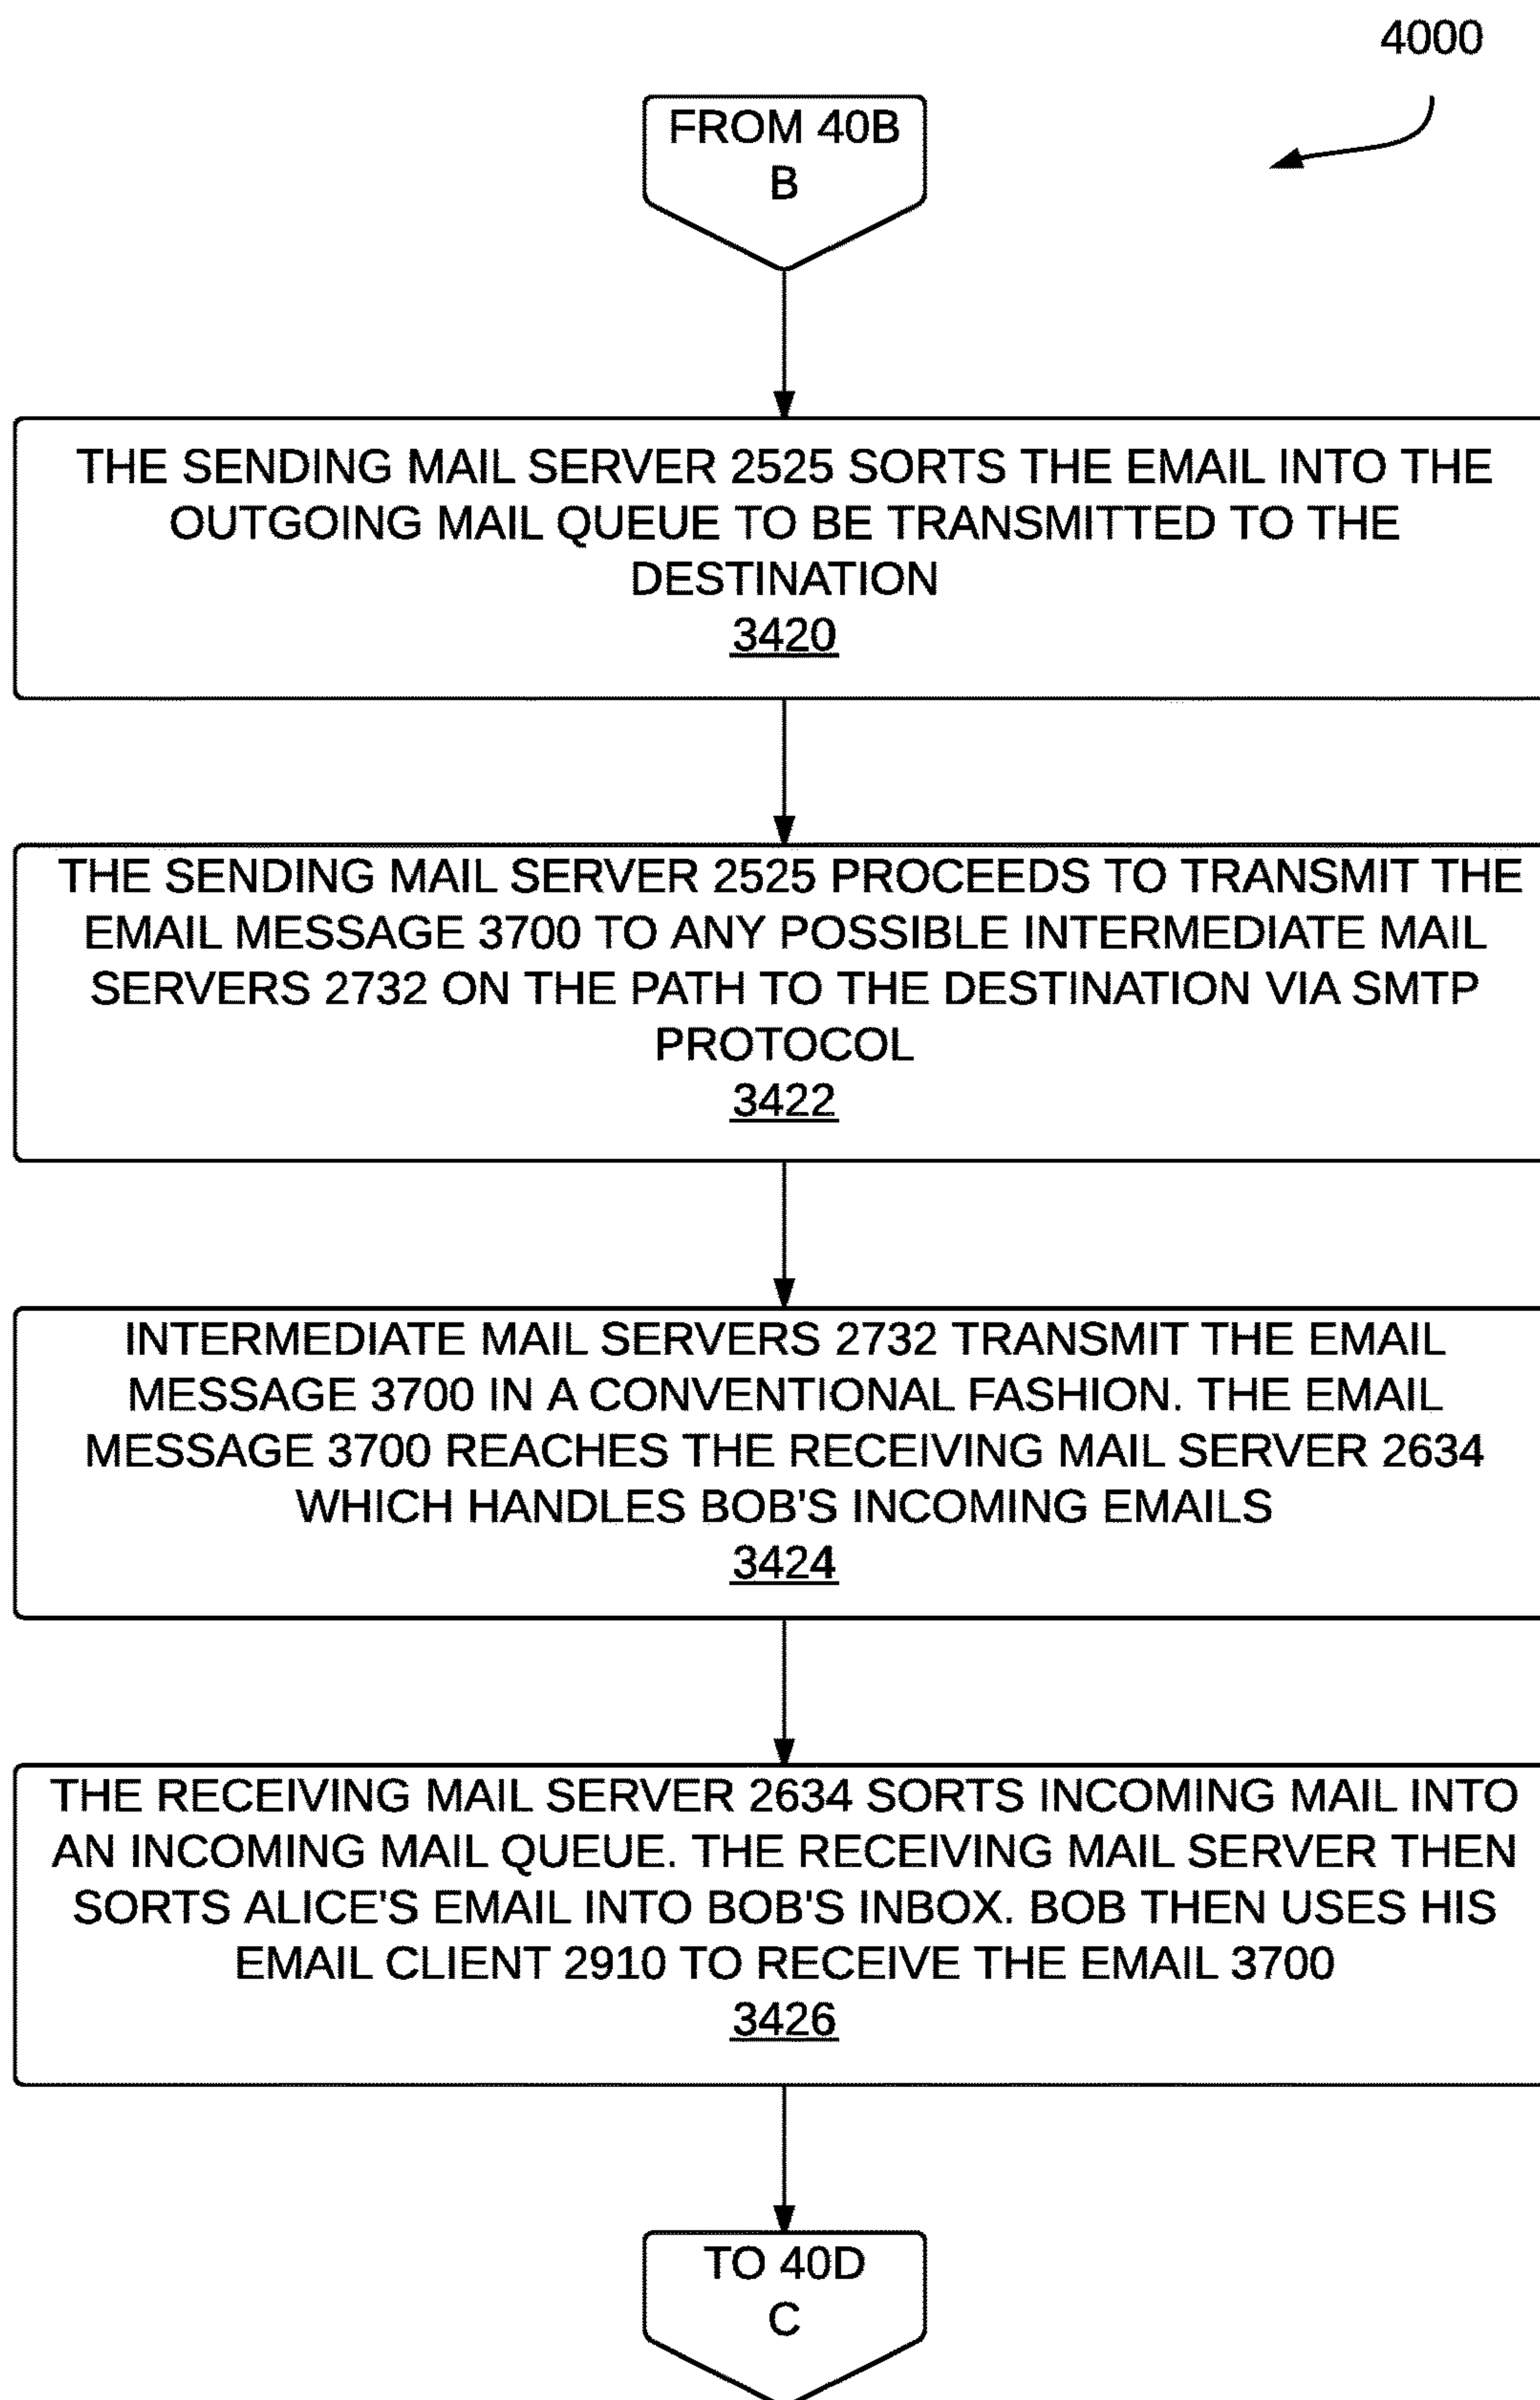 4000
FROM 40B
B
THE SENDING MAIL SERVER 2525 SORTS THE EMAIL INTO THE
OUTGOING MAIL QUEUE TO BE TRANSMITTED TO THE
DESTINATION
3420
THE SENDING MAIL SERVER 2525 PROCEEDS TO TRANSMIT THE
EMAIL MESSAGE 3700 TO ANY POSSIBLE INTERMEDIATE MAIL
SERVERS 2732 ON THE PATH TO THE DESTINATION VIA SMTP
PROTOCOL
3422
INTERMEDIATE MAIL SERVERS 2732 TRANSMIT THE EMAIL
MESSAGE 3700 IN A CONVENTIONAL FASHION. THE EMAIL
MESSAGE 3700 REACHES THE RECEIVING MAIL SERVER 2634
WHICH HANDLES BOB'S INCOMING EMAILS
3424
THE RECEIVING MAIL SERVER 2634 SORTS INCOMING MAIL INTO
AN INCOMING MAIL QUEUE. THE RECEIVING MAIL SERVER THEN
SORTS ALICE'S EMAIL INTO BOB'S INBOX. BOB THEN USES HIS
EMAIL CLIENT 2910 TO RECEIVE THE EMAIL 3700
3426
TO 40D
C